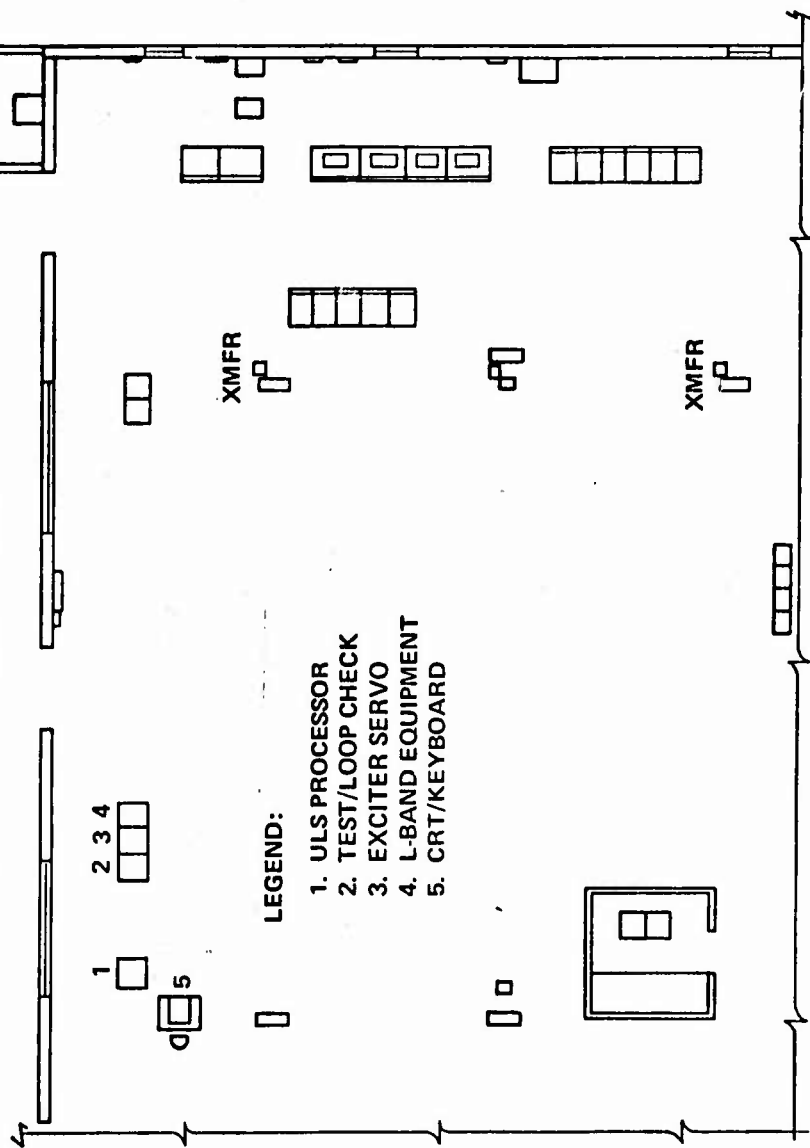 1
2 3 4
5
XMFR
XMFR
LEGEND:
1. ULS PROCESSOR
2. TEST/LOOP CHECK
3. EXCITER SERVO
4. L-BAND EQUIPMENT
5. CRT/KEYBOARD